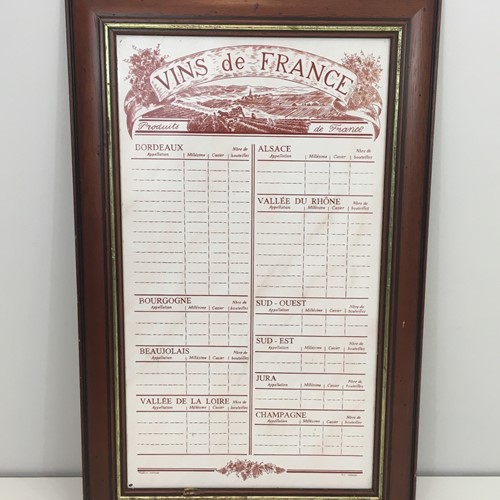 VINS de FRANCE
Produits de France
BORDEAUX
Appellation Millésime Casier Nbre de bouteilles
BOURGOGNE
Appellation Millésime Casier Nbre de bouteilles
BEAUJOLAIS
Appellation Millésime Casier Nbre de bouteilles
VALLÉE DE LA LOIRE
Appellation Millésime Casier Nbre de bouteilles
ALSACE
Appellation Millésime Casier Nbre de bouteilles
VALLÉE DU RHÔNE
Appellation Millésime Casier Nbre de bouteilles
SUD - OUEST
Appellation Millésime Casier Nbre de bouteilles
SUD - EST
Appellation Millésime Casier Nbre de bouteilles
JURA
Appellation Millésime Casier Nbre de bouteilles
CHAMPAGNE
Appellation Millésime Casier Nbre de bouteilles